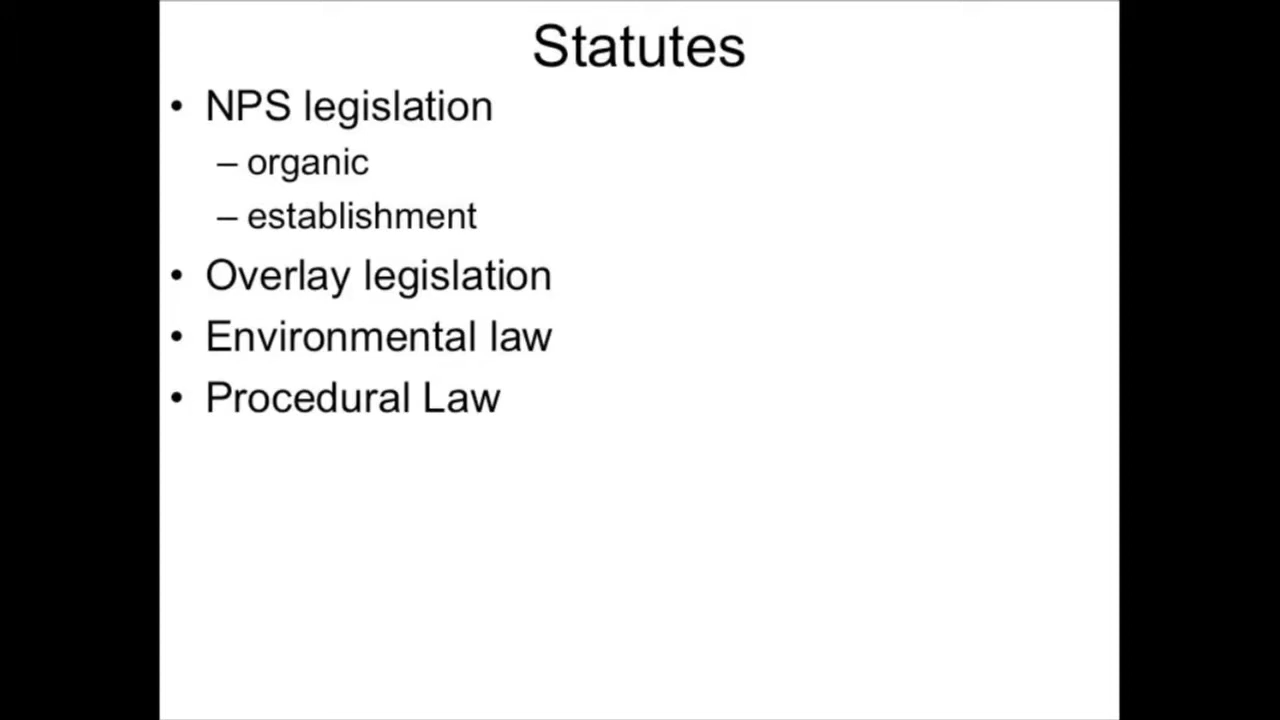 Statutes
• NPS legislation
– organic
– establishment
• Overlay legislation
• Environmental law
• Procedural Law